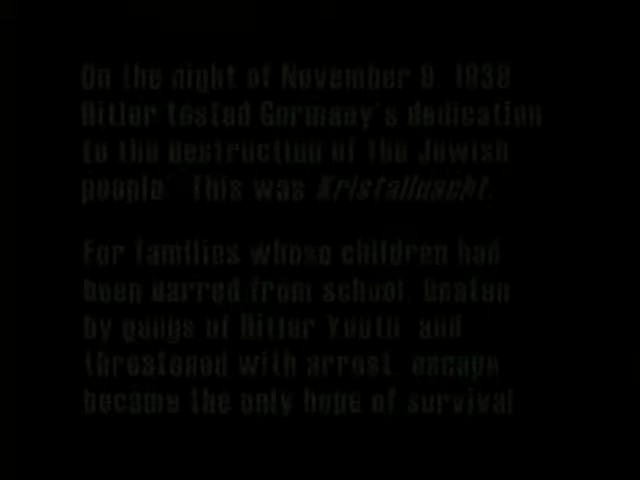 On the night of November 9, 1938
Hitler tested Germany's dedication
to the destruction of the Jewish
people. This was Kristallnacht.
For families whose children had
been barred from school, beaten
by gangs of Hitler Youth, and
threatened with arrest, escape
became the only hope of survival